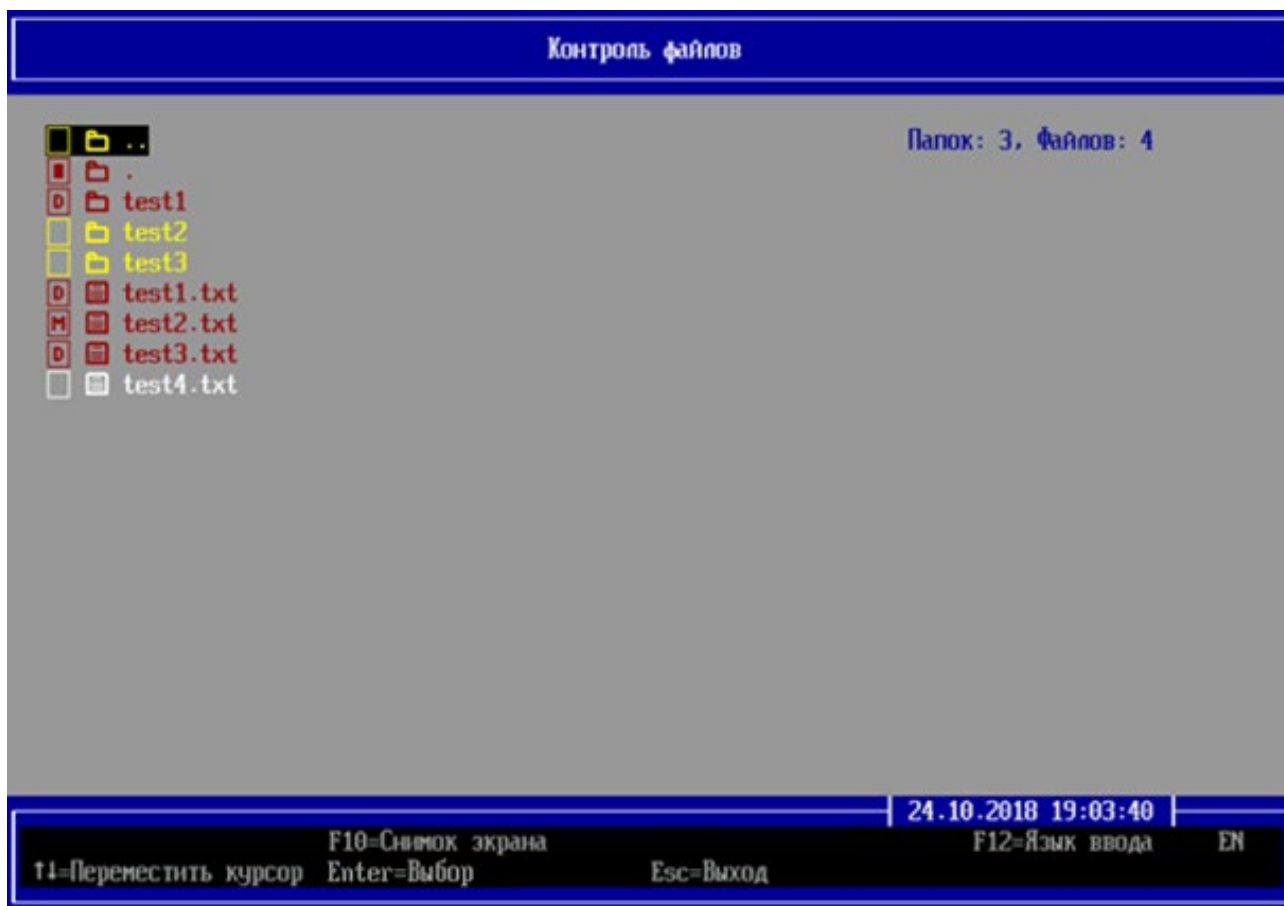 Контроль файлов
..
Папок: 3, Файлов: 4
.
D test1
test2
test3
D test1.txt
M test2.txt
D test3.txt
test4.txt
24.10.2018 19:03:40
F10=Снимок экрана F12=Язык ввода EN
↑↓=Переместить курсор Enter=Выбор Esc=Выход